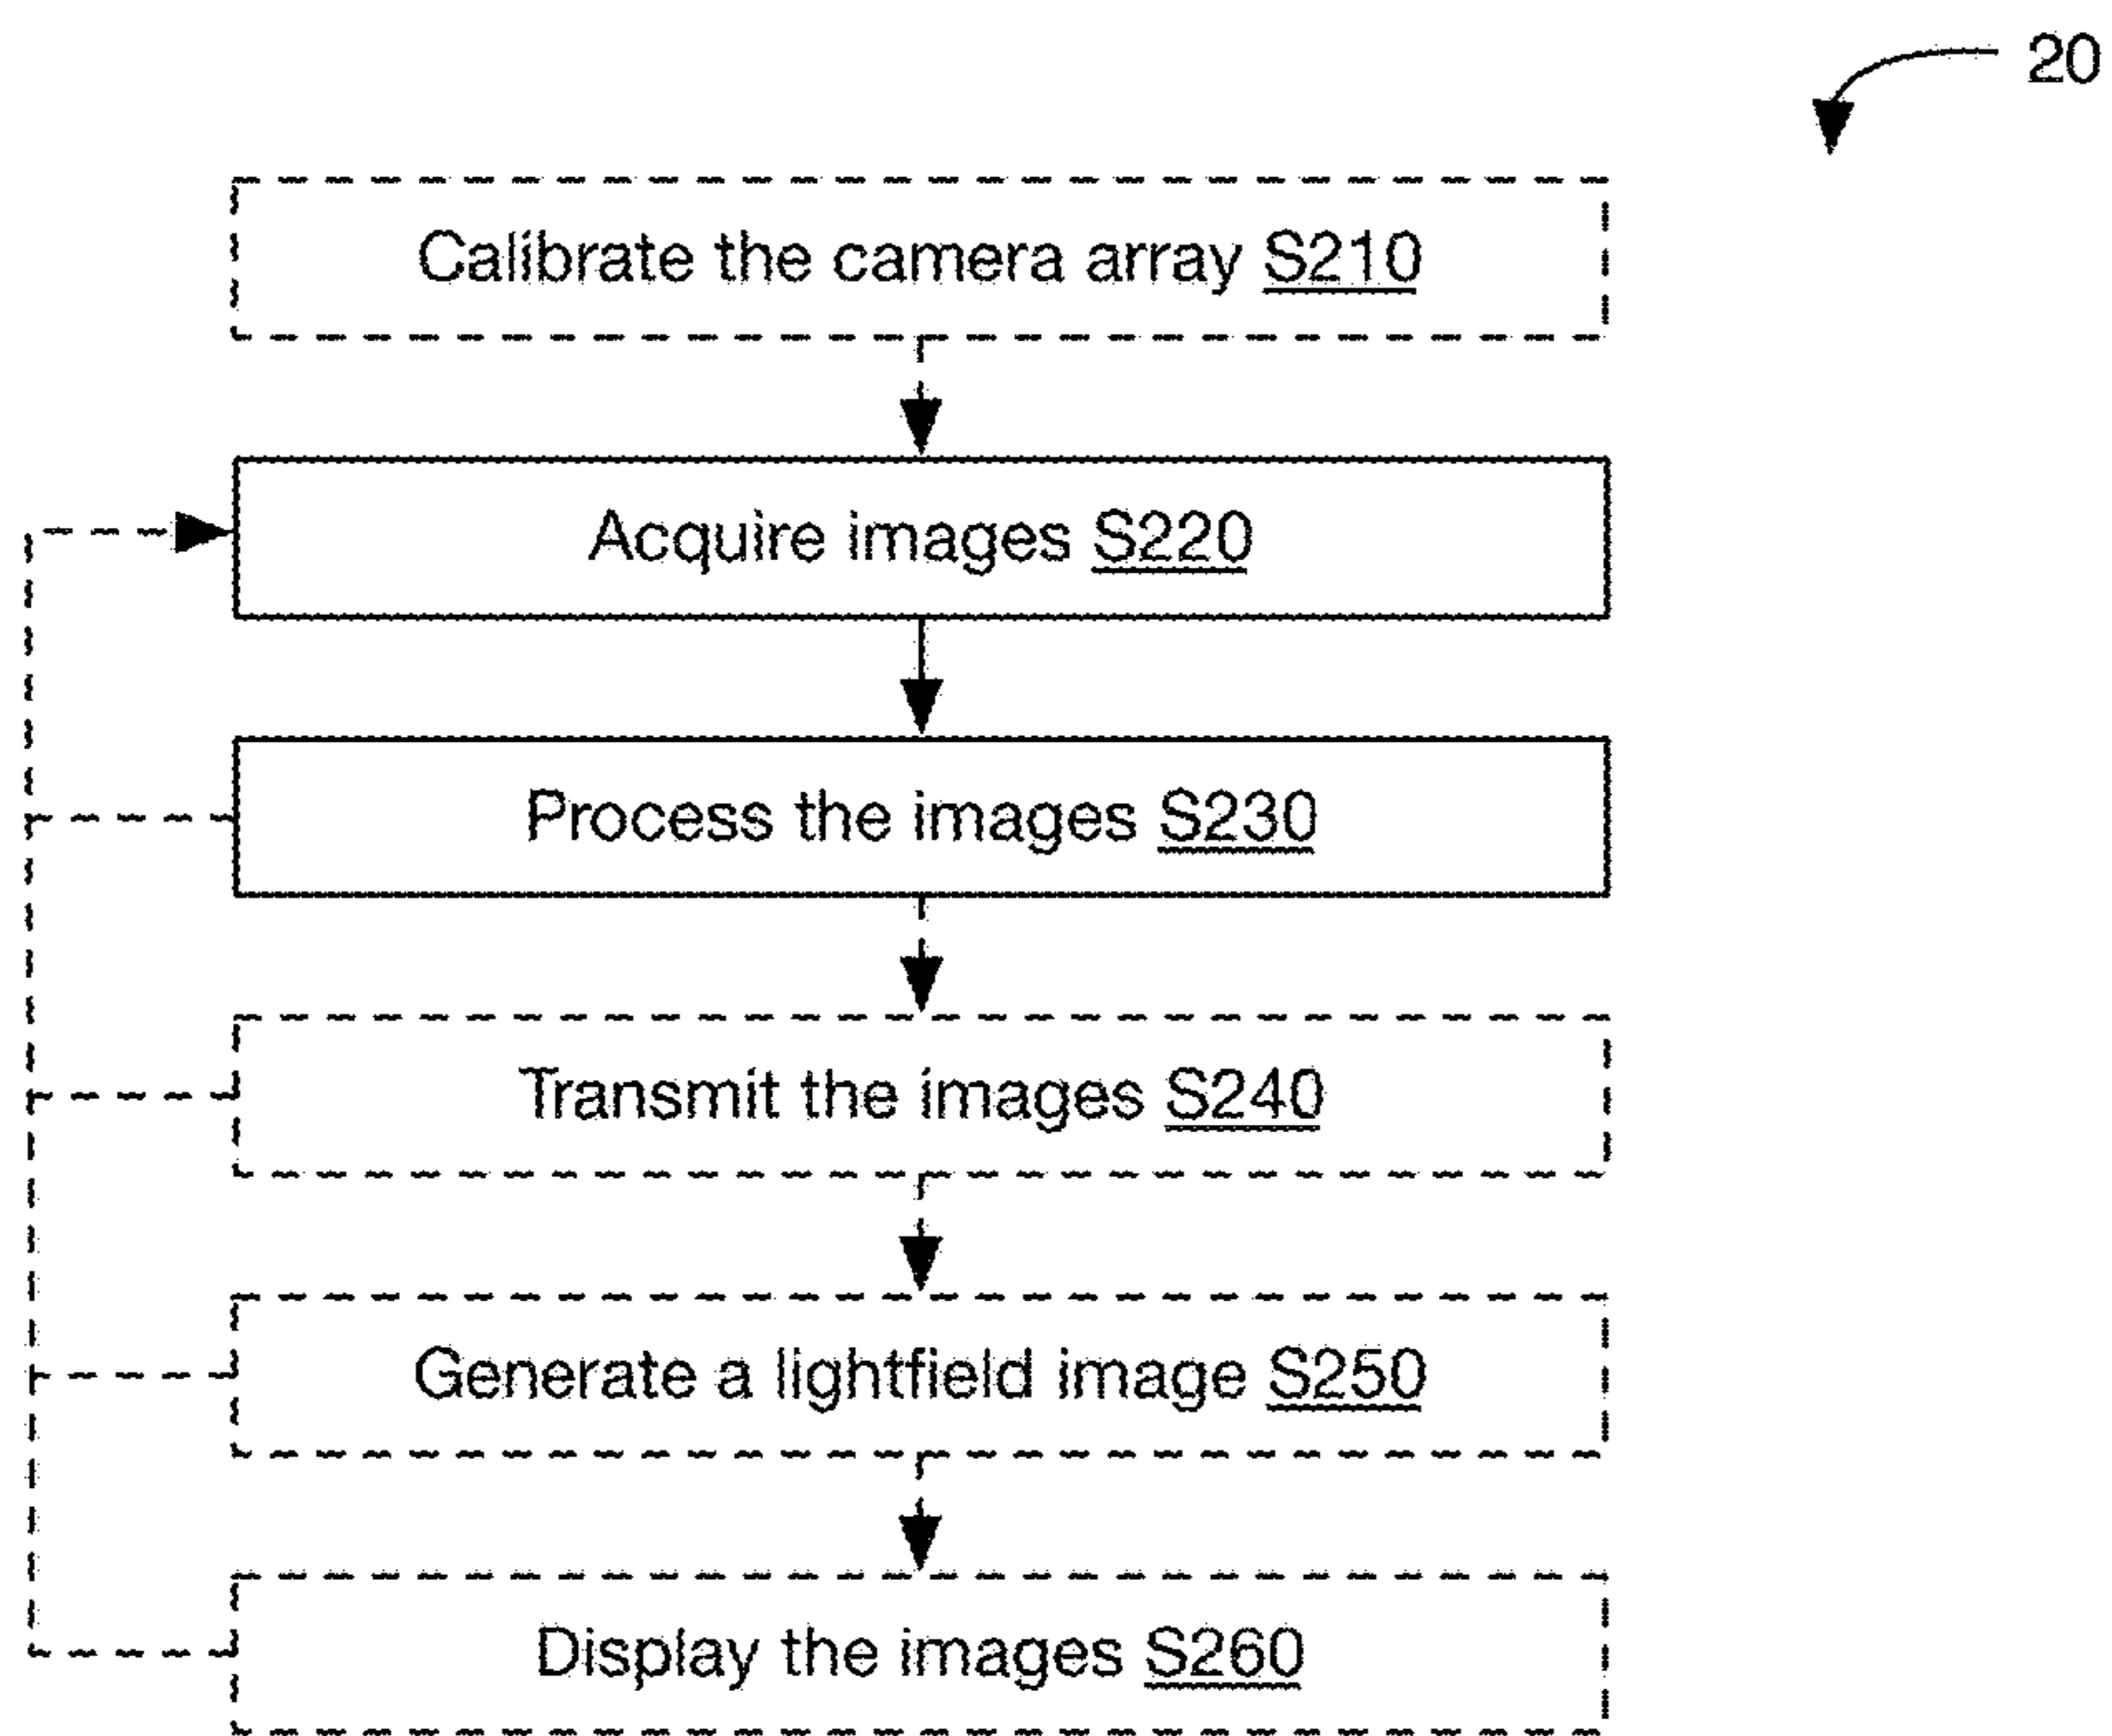 20
Calibrate the camera array S210
Acquire images S220
Process the images S230
Transmit the images S240
Generate a lightfield image S250
Display the images S260